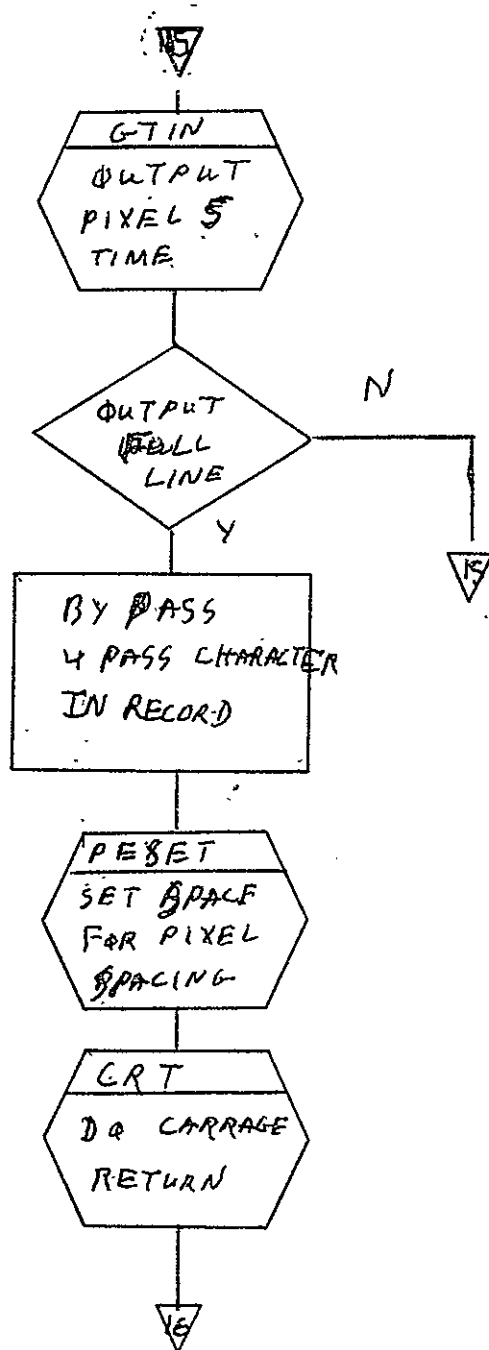 15
GTIN
OUTPUT
PIXEL 5
TIME
OUTPUT
FULL
LINE
N
Y
15
BY PASS
4 PASS CHARACTER
IN RECORD
SET SPACE
FOR PIXEL
SPACING
CRT
DO CARRAGE
RETURN
16